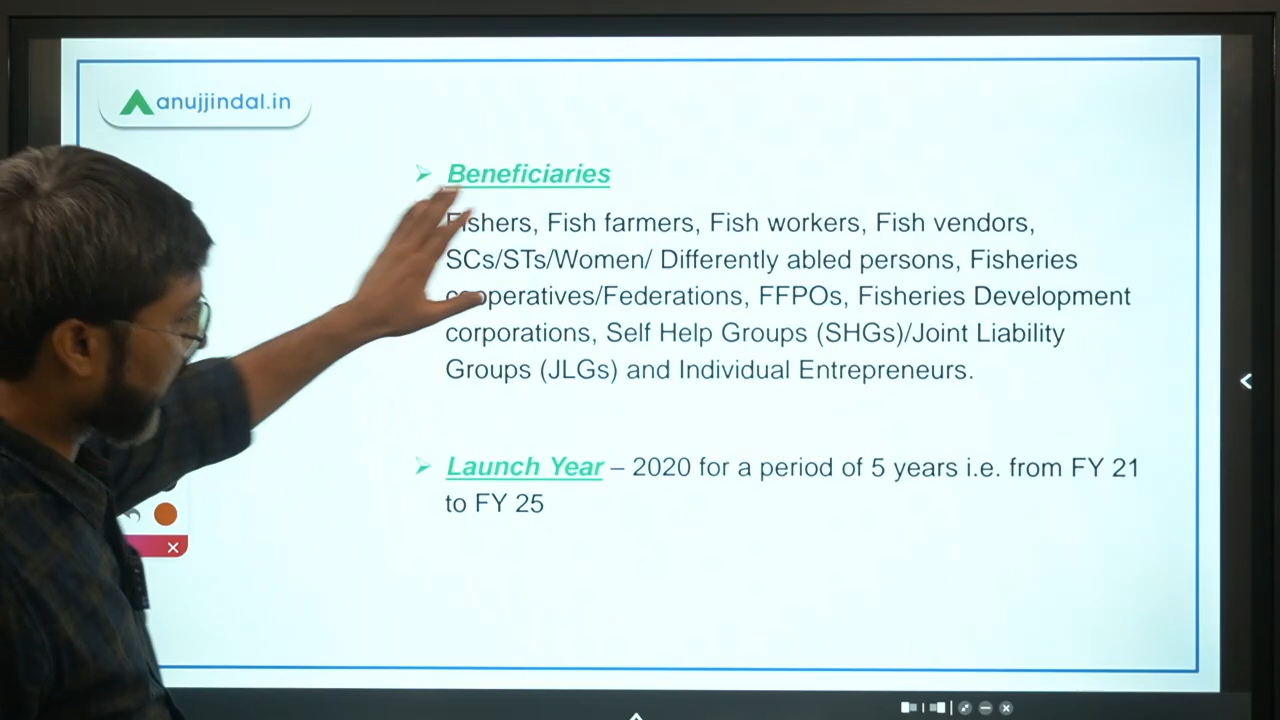 anujjindal.in
Beneficiaries
Fishers, Fish farmers, Fish workers, Fish vendors,
SCs/STs/Women/ Differently abled persons, Fisheries
cooperatives/Federations, FFPOs, Fisheries Development
corporations, Self Help Groups (SHGs)/Joint Liability
Groups (JLGs) and Individual Entrepreneurs.
Launch Year – 2020 for a period of 5 years i.e. from FY 21
to FY 25